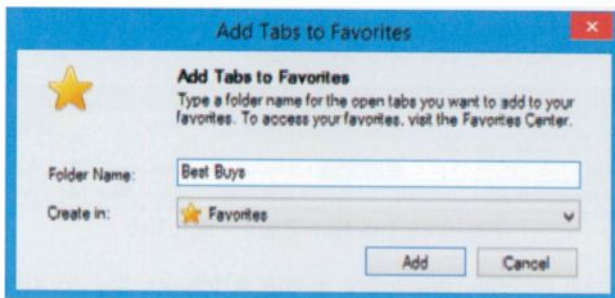 Add Tabs to Favorites
Add Tabs to Favorites
Type a folder name for the open tabs you want to add to your
favorites. To access your favorites, visit the Favorites Center.
Folder Name: Best Buys
Create in: Favorites
Add Cancel